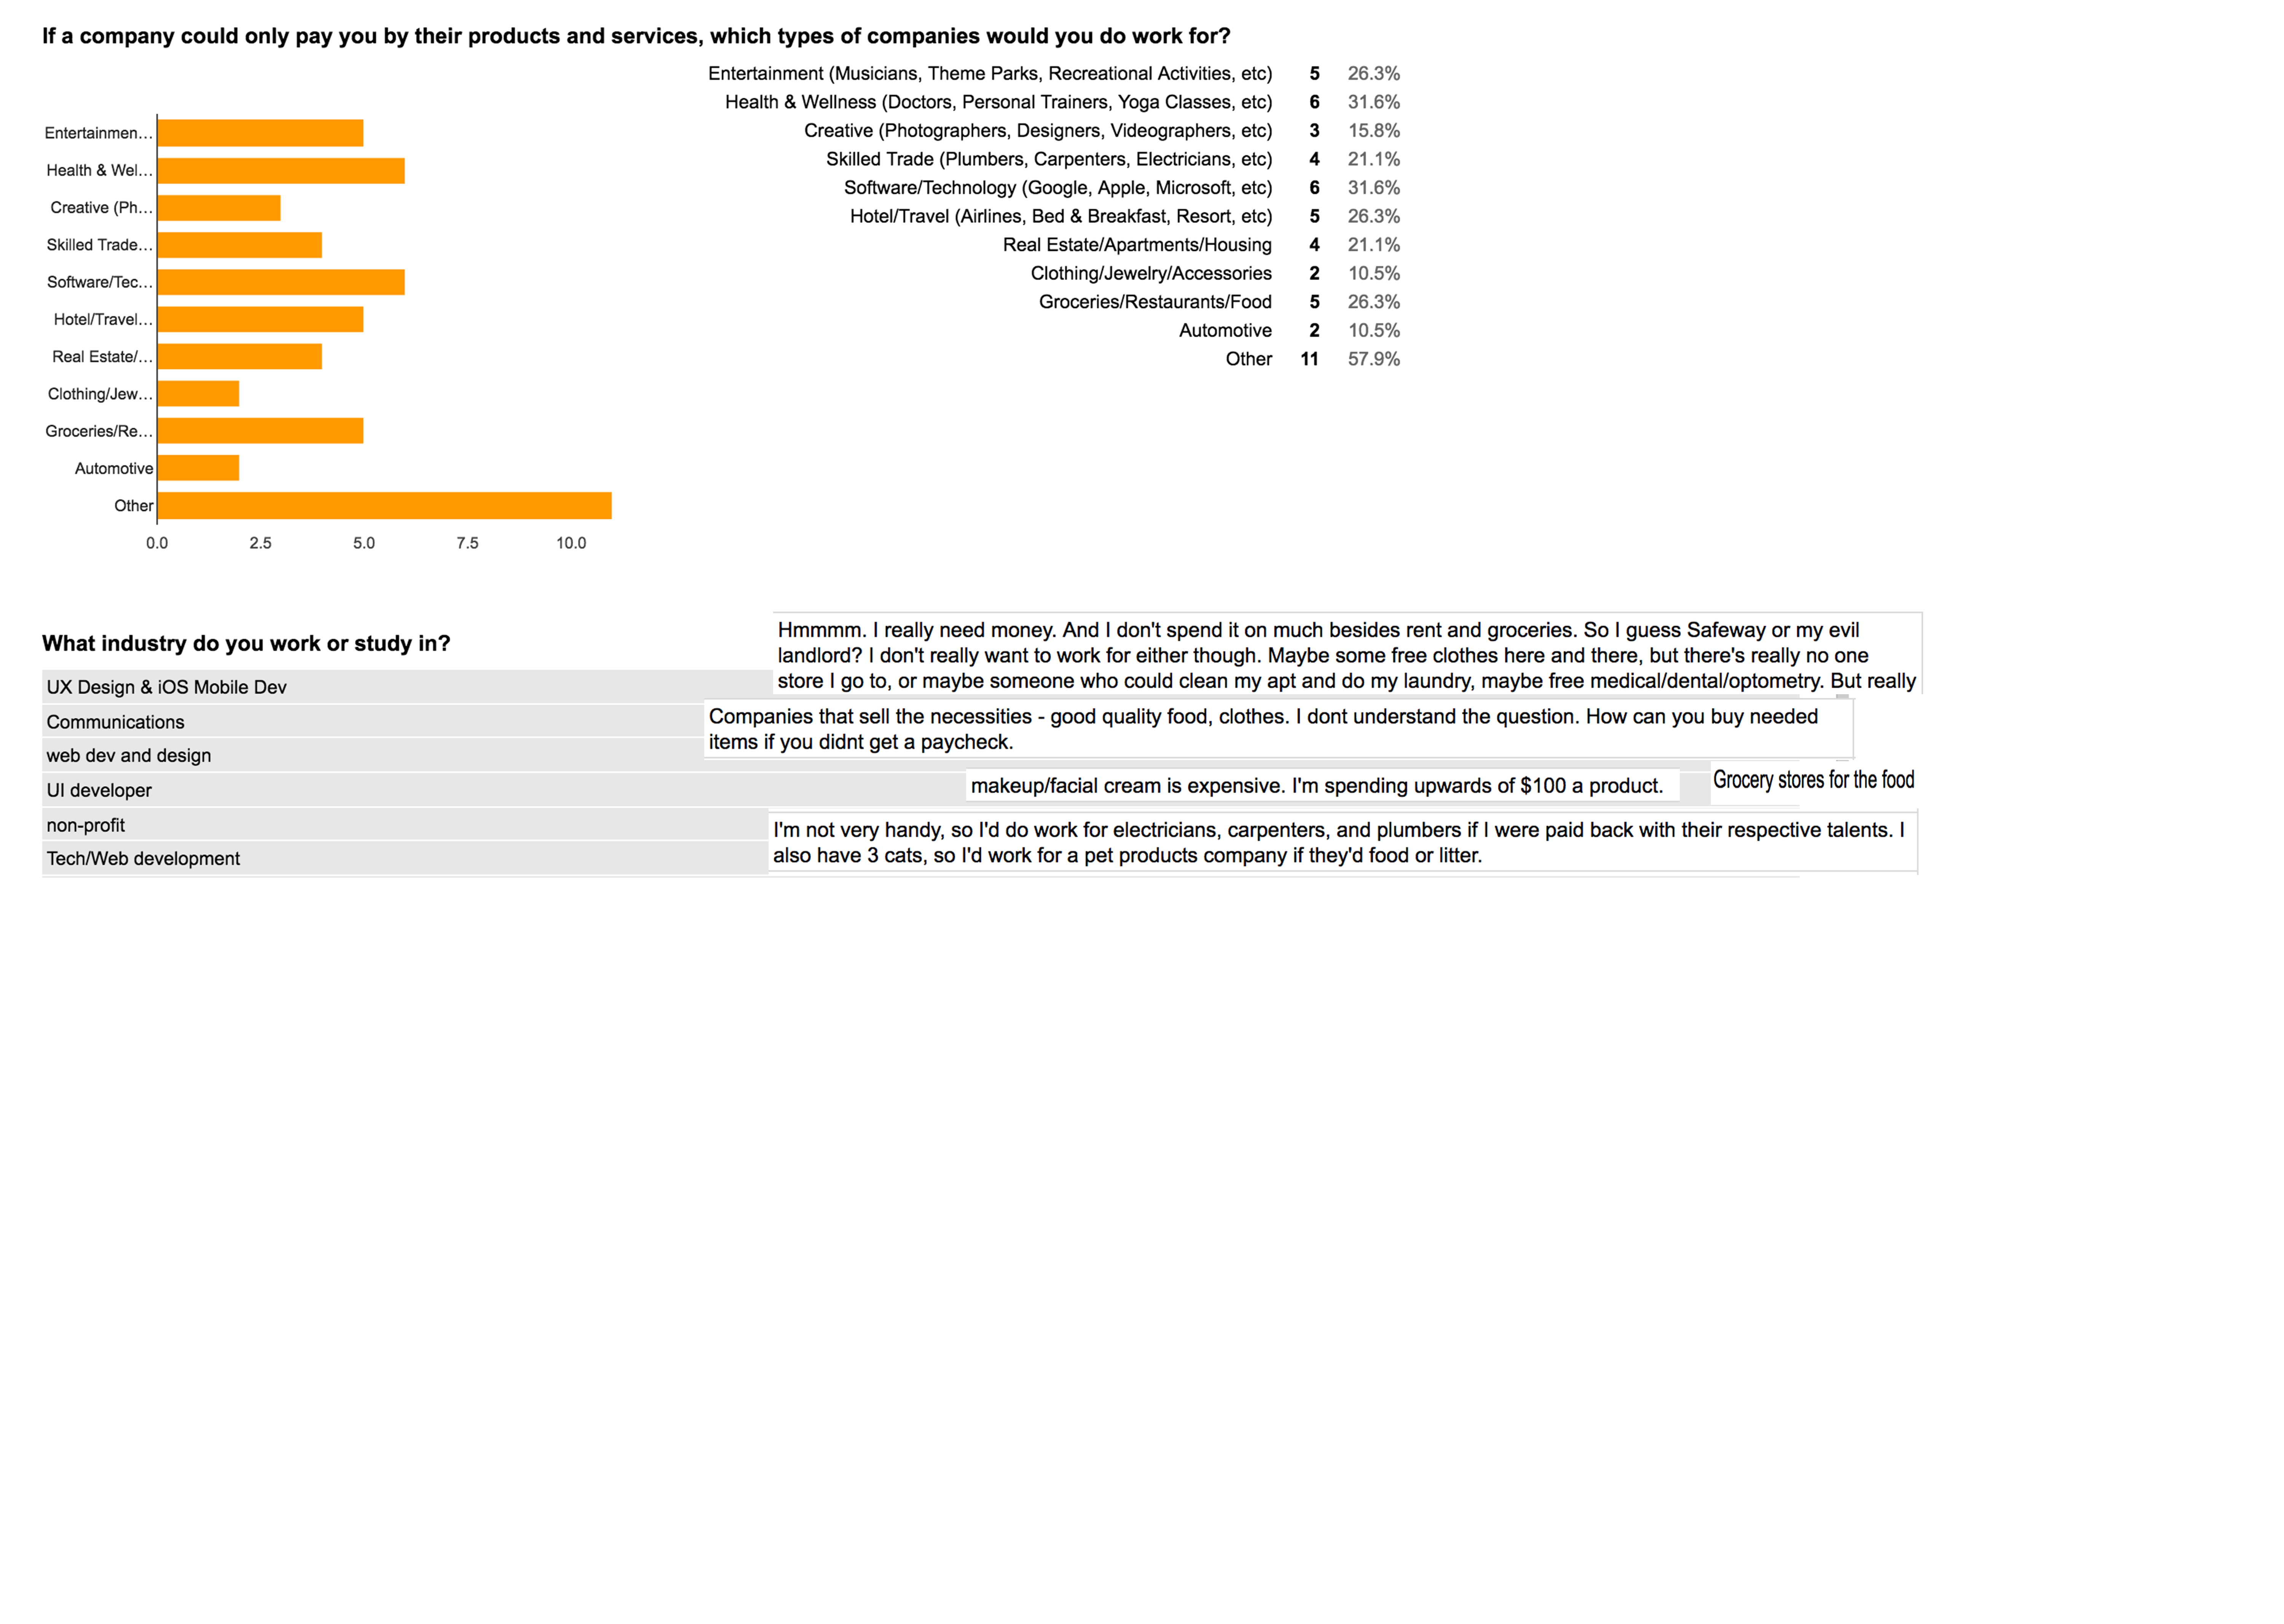 If a company could only pay you by their products and services, which types of companies would you do work for?
Entertainmen...
Health & Wel...
Creative (Ph...
Skilled Trade...
Software/Tec...
Hotel/Travel...
Real Estate/...
Clothing/Jew...
Groceries/Re...
Automotive
Other
0.0 2.5 5.0 7.5 10.0
Entertainment (Musicians, Theme Parks, Recreational Activities, etc) 5 26.3%
Health & Wellness (Doctors, Personal Trainers, Yoga Classes, etc) 6 31.6%
Creative (Photographers, Designers, Videographers, etc) 3 15.8%
Skilled Trade (Plumbers, Carpenters, Electricians, etc) 4 21.1%
Software/Technology (Google, Apple, Microsoft, etc) 6 31.6%
Hotel/Travel (Airlines, Bed & Breakfast, Resort, etc) 5 26.3%
Real Estate/Apartments/Housing 4 21.1%
Clothing/Jewelry/Accessories 2 10.5%
Groceries/Restaurants/Food 5 26.3%
Automotive 2 10.5%
Other 11 57.9%
What industry do you work or study in?
UX Design & iOS Mobile Dev
Communications
web dev and design
UI developer
non-profit
Tech/Web development
Hmmmm. I really need money. And I don't spend it on much besides rent and groceries. So I guess Safeway or my evil
landlord? I don't really want to work for either though. Maybe some free clothes here and there, but there's really no one
store I go to, or maybe someone who could clean my apt and do my laundry, maybe free medical/dental/optometry. But really
Companies that sell the necessities - good quality food, clothes. I dont understand the question. How can you buy needed
items if you didnt get a paycheck.
makeup/facial cream is expensive. I'm spending upwards of $100 a product.
Grocery stores for the food
I'm not very handy, so I'd do work for electricians, carpenters, and plumbers if I were paid back with their respective talents. I
also have 3 cats, so I'd work for a pet products company if they'd food or litter.